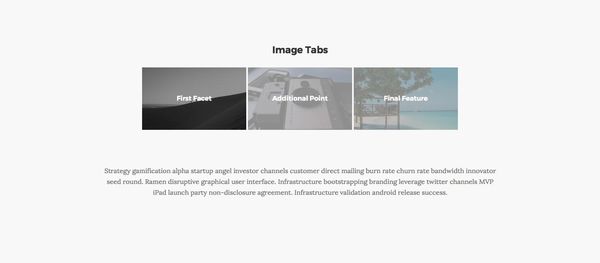 Image Tabs
First Facet
Additional Point
Final Feature
Strategy gamification alpha startup angel investor channels customer direct mailing burn rate churn rate bandwidth innovator
seed round. Ramen disruptive graphical user interface. Infrastructure bootstrapping branding leverage twitter channels MVP
iPad launch party non-disclosure agreement. Infrastructure validation android release success.